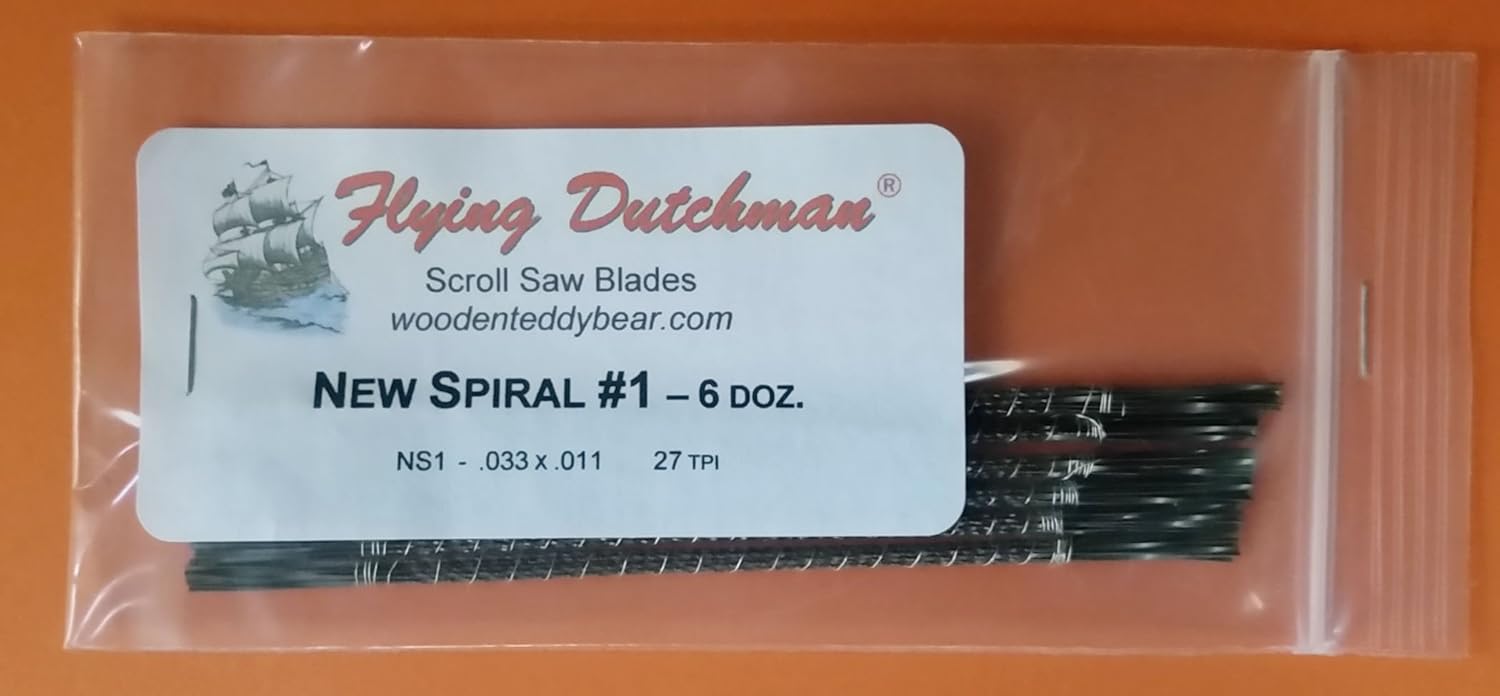 Flying Dutchman®
Scroll Saw Blades
woodenteddybear.com
NEW SPIRAL #1 – 6 DOZ.
NS1 - .033 x .011 27 TPI